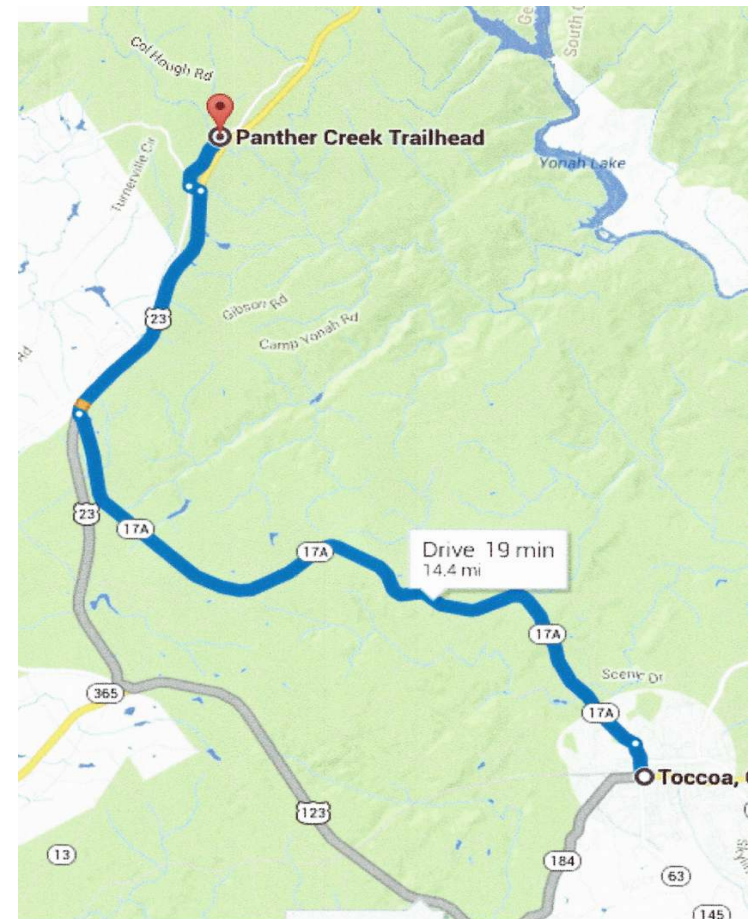 Col Hough Rd
South C
Panther Creek Trailhead
Yonah Lake
Turnerville Cir
Gibson Rd
23
Camp Yonah Rd
Rd
23
17A
17A
Drive 19 min
14.4 mi
17A
Scenic Dr
365
17A
Toccoa,
123
13
184
63
145